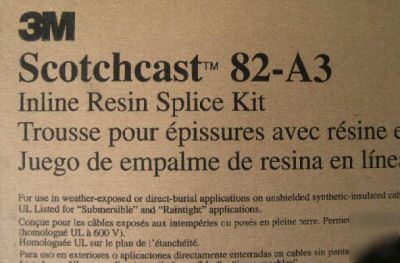 3M
Scotchcast™ 82-A3
Inline Resin Splice Kit
Trousse pour épissures avec résine
Juego de empalme de resina en líne
For use in weather-exposed or direct-burial applications on unshielded synthetic-insulated
UL Listed for "Submersible" and "Raintight" applications.
Conçue pour les câbles exposés aux intempéries cu posés en pleine terre. Permet
(homologué UL à 600 V).
Homologuée UL sur le plan de l'étanchéité.
Para uso en exteriores o aplicaciones directamente enterradas en cables sin panta